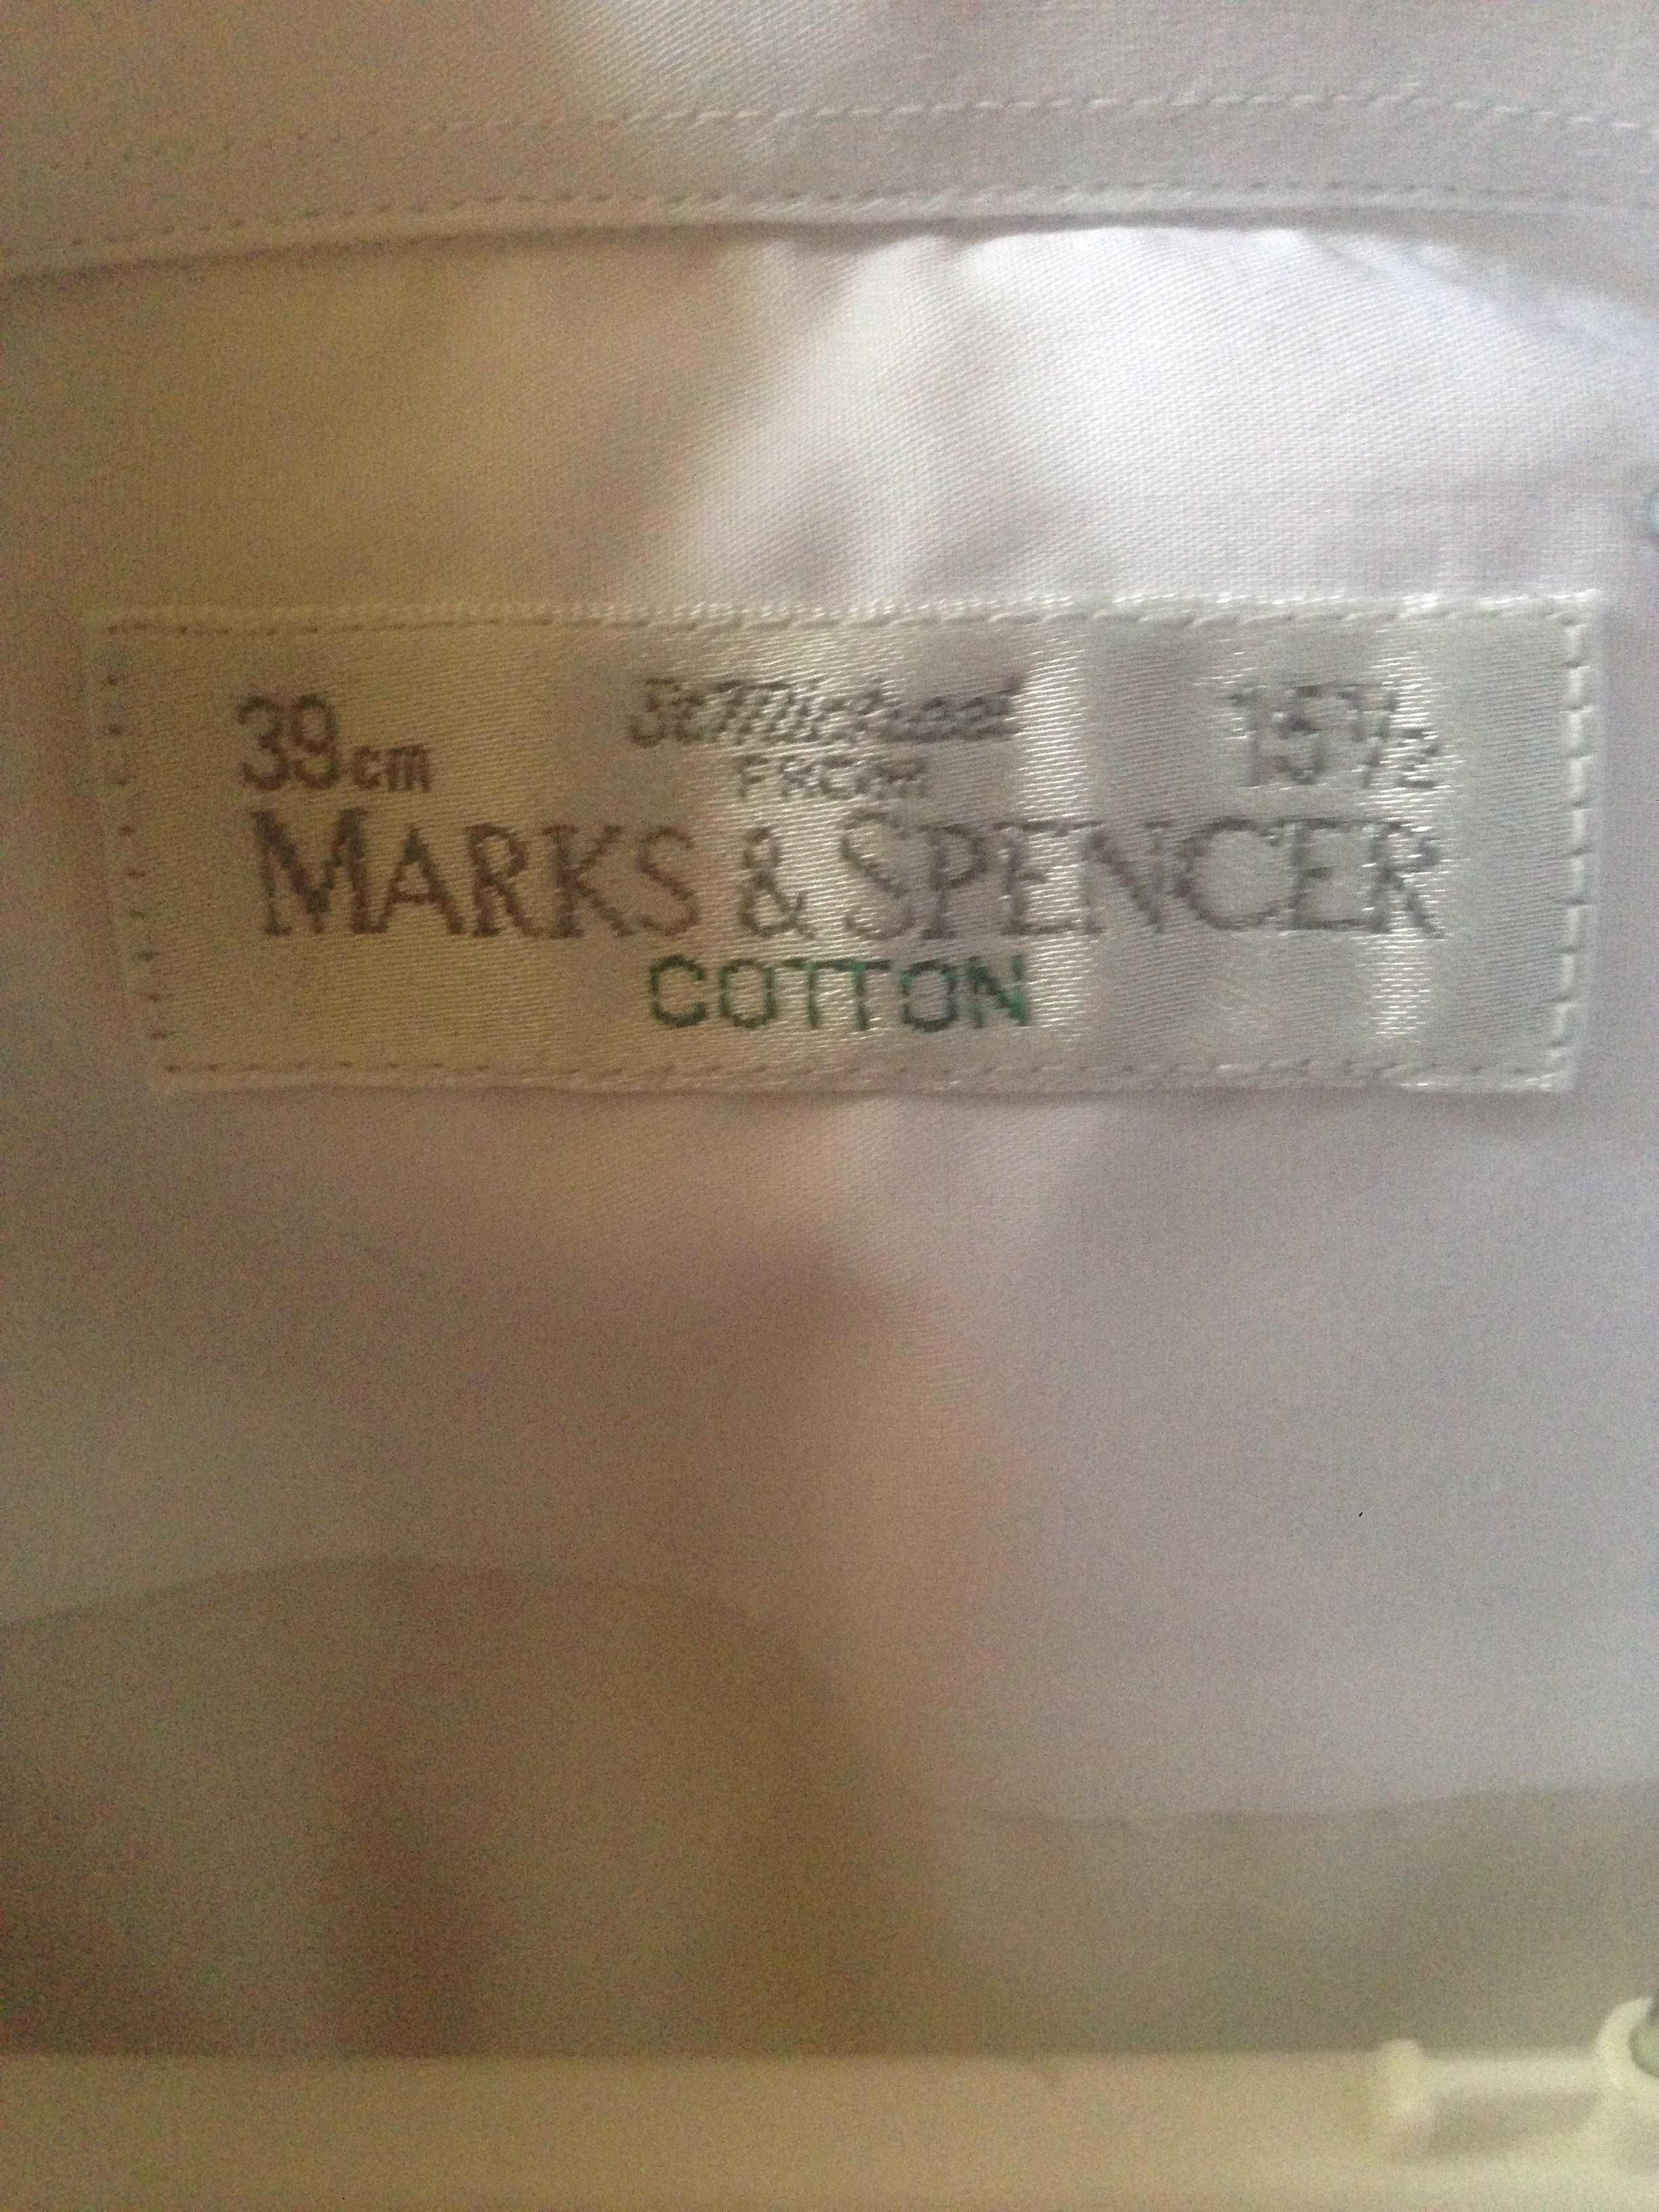 39cm St Michael 15½
FROM
MARKS & SPENCER
COTTON